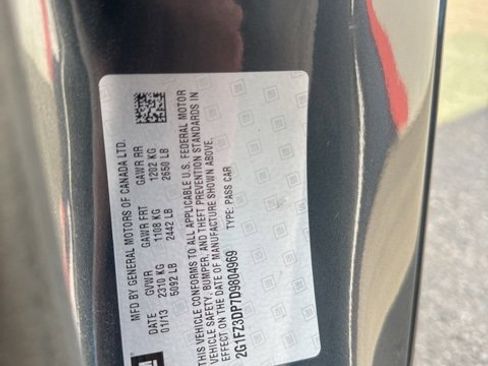 MFD BY GENERAL MOTORS OF CANADA LTD.
DATE GVWR GAWR FRT GAWR RR
01/13 2310 KG 1108 KG 1202 KG
5092 LB 2442 LB 2650 LB
THIS VEHICLE CONFORMS TO ALL APPLICABLE U.S. FEDERAL MOTOR
VEHICLE SAFETY, BUMPER, AND THEFT PREVENTION STANDARDS IN
EFFECT ON THE DATE OF MANUFACTURE SHOWN ABOVE.
2G1FZ3DP7D9804969 TYPE: PASS CAR